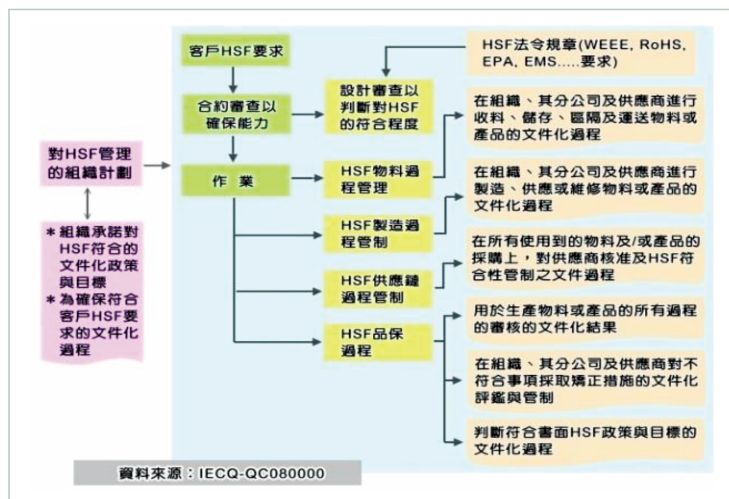 客戶HSF要求
HSF法令規章(WEEE, RoHS,
EPA, EMS.....要求)
合約審查以
確保能力
設計審查以
判斷對HSF
的符合程度
對HSF管理
的組織計劃
作 業
HSF物料過
程管理
在組織、其分公司及供應商進行
收料、儲存、區隔及運送物料或
產品的文件化過程
HSF製造過
程管制
在組織、其分公司及供應商進行
製造、供應或維修物料或產品的
文件化過程
HSF供應鏈
過程管制
在所有使用到的物料及/或產品的
採購上，對供應商核准及HSF符
合性管制之文件過程
HSF品保
過程
用於生產物料或產品的所有過程
的審核的文件化結果
在組織、其分公司及供應商對不
符合事項採取矯正措施的文件化
評鑑與管制
判斷符合書面HSF政策與目標的
文件化過程
＊組織承諾對
HSF符合的
文件化政策
與目標
＊為確保符合
客戶HSF要
求的文件化
過程
資料來源：IECQ-QC080000